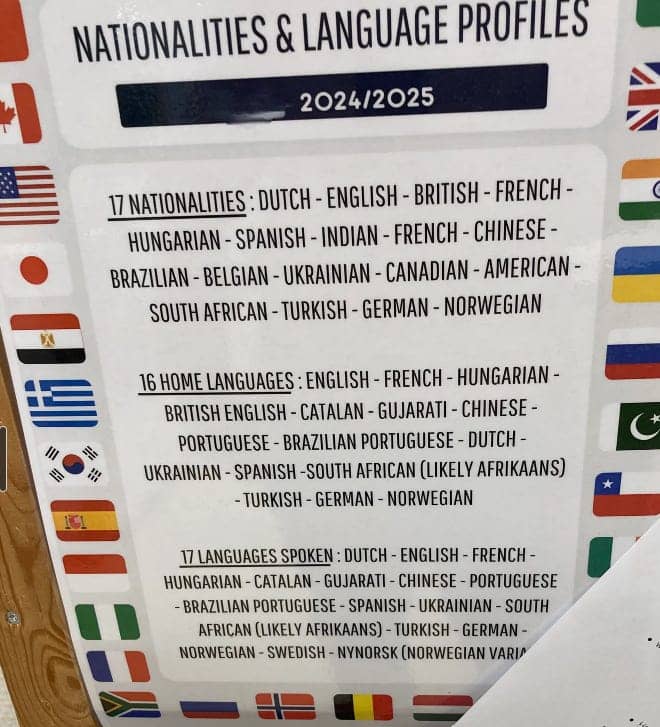 NATIONALITIES & LANGUAGE PROFILES
2024/2025
17 NATIONALITIES : DUTCH - ENGLISH - BRITISH - FRENCH -
HUNGARIAN - SPANISH - INDIAN - FRENCH - CHINESE -
BRAZILIAN - BELGIAN - UKRAINIAN - CANADIAN - AMERICAN -
SOUTH AFRICAN - TURKISH - GERMAN - NORWEGIAN
16 HOME LANGUAGES : ENGLISH - FRENCH - HUNGARIAN -
BRITISH ENGLISH - CATALAN - GUJARATI - CHINESE -
PORTUGUESE - BRAZILIAN PORTUGUESE - DUTCH -
UKRAINIAN - SPANISH -SOUTH AFRICAN (LIKELY AFRIKAANS)
- TURKISH - GERMAN - NORWEGIAN
17 LANGUAGES SPOKEN : DUTCH - ENGLISH - FRENCH -
HUNGARIAN - CATALAN - GUJARATI - CHINESE - PORTUGUESE
- BRAZILIAN PORTUGUESE - SPANISH - UKRAINIAN - SOUTH
AFRICAN (LIKELY AFRIKAANS) - TURKISH - GERMAN -
NORWEGIAN - SWEDISH - NYNORSK (NORWEGIAN